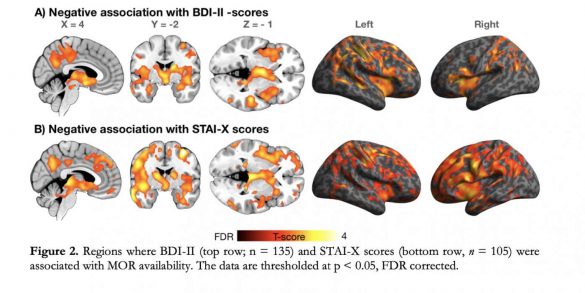 A) Negative association with BDI-II -scores
X = 4 Y = -2 Z = - 1 Left Right
B) Negative association with STAI-X scores
FDR T-score 4
Figure 2. Regions where BDI-II (top row; n = 135) and STAI-X scores (bottom row, n = 105) were
associated with MOR availability. The data are thresholded at p < 0.05, FDR corrected.